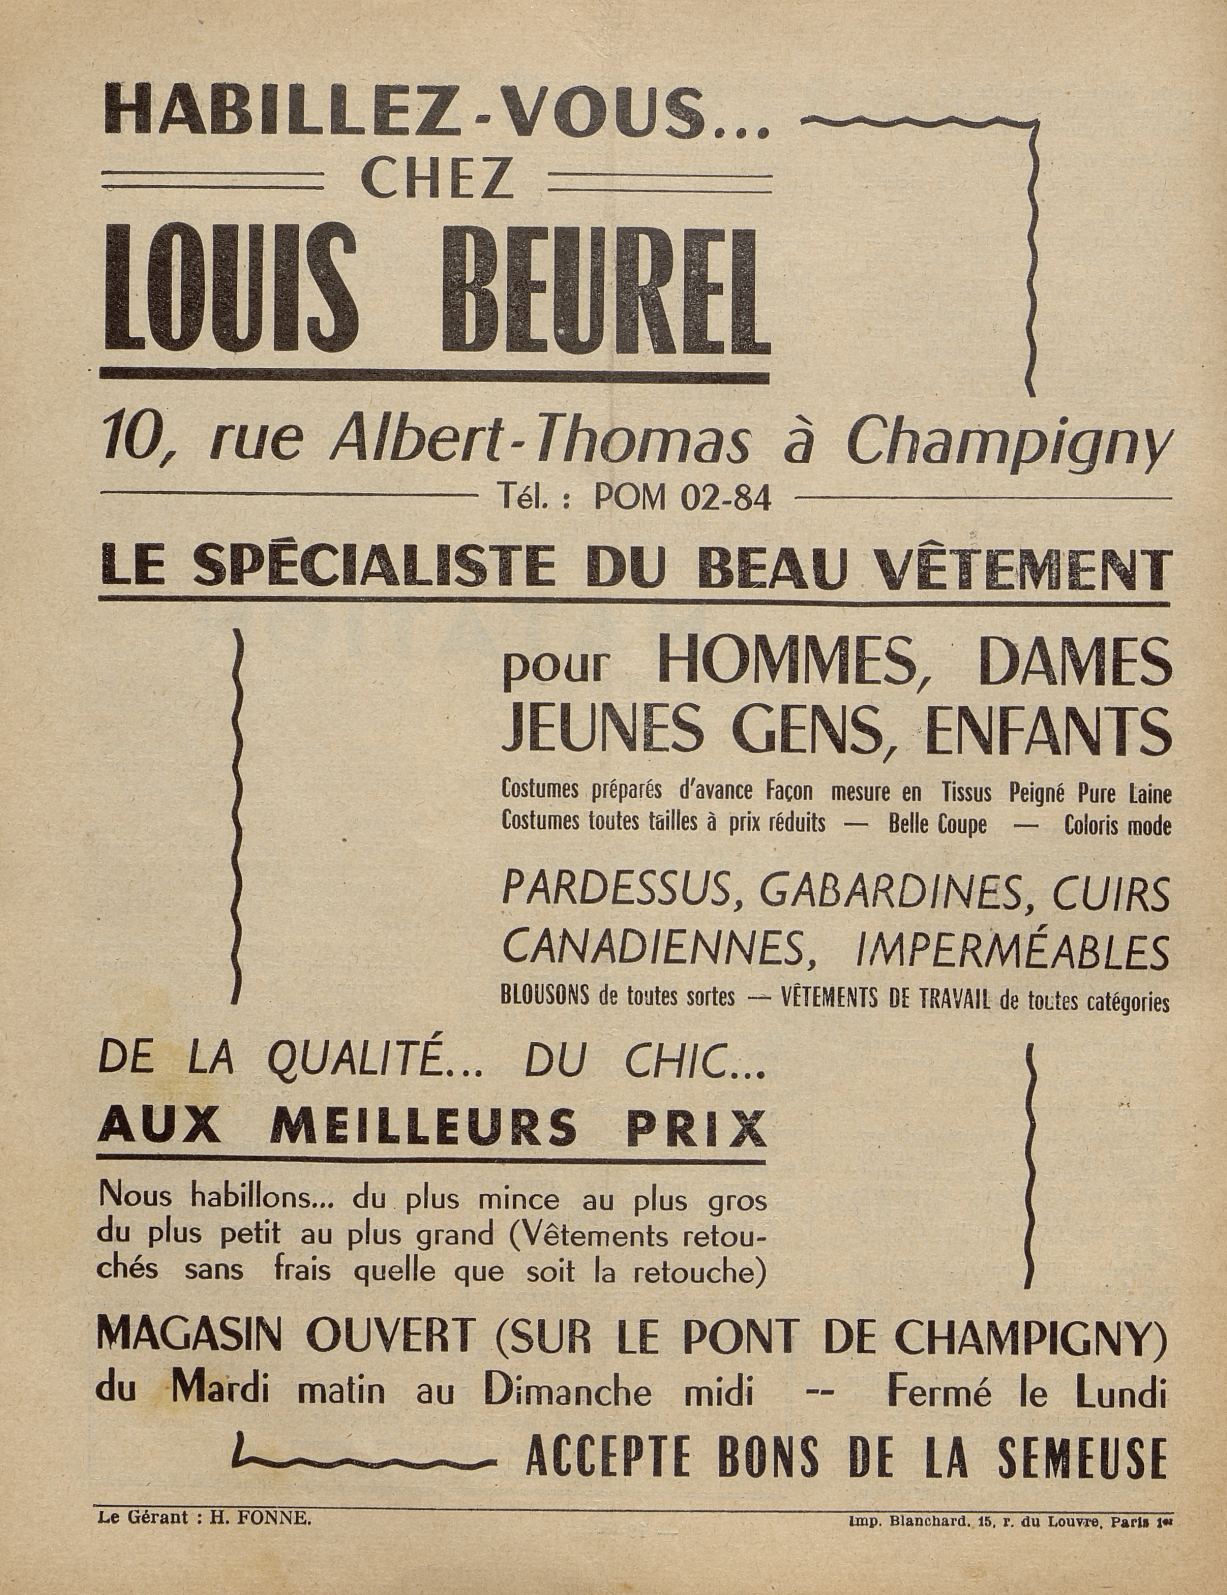 HABILLEZ-VOUS...
CHEZ
LOUIS BEUREL
10, rue Albert-Thomas à Champigny
Tél. : POM 02-84
LE SPÉCIALISTE DU BEAU VÊTEMENT
pour HOMMES, DAMES
JEUNES GENS, ENFANTS
Costumes préparés d'avance Façon mesure en Tissus Peigné Pure Laine
Costumes toutes tailles à prix réduits — Belle Coupe — Coloris mode
PARDESSUS, GABARDINES, CUIRS
CANADIENNES, IMPERMÉABLES
BLOUSONS de toutes sortes — VÊTEMENTS DE TRAVAIL de toutes catégories
DE LA QUALITÉ... DU CHIC...
AUX MEILLEURS PRIX
Nous habillons... du plus mince au plus gros
du plus petit au plus grand (Vêtements retou-
chés sans frais quelle que soit la retouche)
MAGASIN OUVERT (SUR LE PONT DE CHAMPIGNY)
du Mardi matin au Dimanche midi -- Fermé le Lundi
ACCEPTE BONS DE LA SEMEUSE
Le Gérant : H. FONNE.
Imp. Blanchard, 15, r. du Louvre, Paris 1er